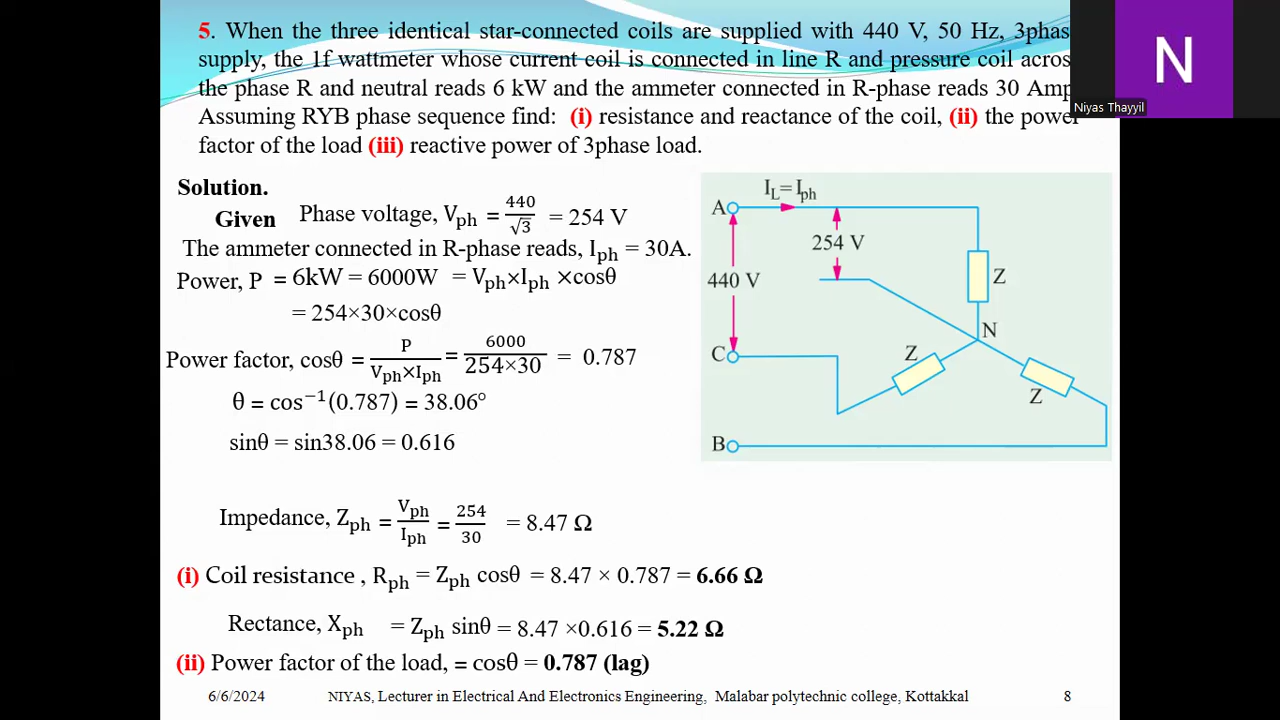 5. When the three identical star-connected coils are supplied with 440 V, 50 Hz, 3phas
supply, the 1f wattmeter whose current coil is connected in line R and pressure coil acros
the phase R and neutral reads 6 kW and the ammeter connected in R-phase reads 30 Amp
Assuming RYB phase sequence find: (i) resistance and reactance of the coil, (ii) the power
factor of the load (iii) reactive power of 3phase load.
N
Niyas Thayyil
Solution.
Given Phase voltage, Vph = 440/√3 = 254 V
The ammeter connected in R-phase reads, Iph = 30A.
Power, P = 6kW = 6000W = Vph×Iph ×cosθ
= 254×30×cosθ
Power factor, cosθ = P/Vph×Iph = 6000/254×30 = 0.787
θ = cos⁻¹(0.787) = 38.06°
sinθ = sin38.06 = 0.616
Impedance, Zph = Vph/Iph = 254/30 = 8.47 Ω
(i) Coil resistance , Rph = Zph cosθ = 8.47 × 0.787 = 6.66 Ω
Rectance, Xph = Zph sinθ = 8.47 ×0.616 = 5.22 Ω
(ii) Power factor of the load, = cosθ = 0.787 (lag)
IL=Iph
A
254 V
440 V
Z
N
C
Z
Z
B
6/6/2024 NIYAS, Lecturer in Electrical And Electronics Engineering, Malabar polytechnic college, Kottakkal 8